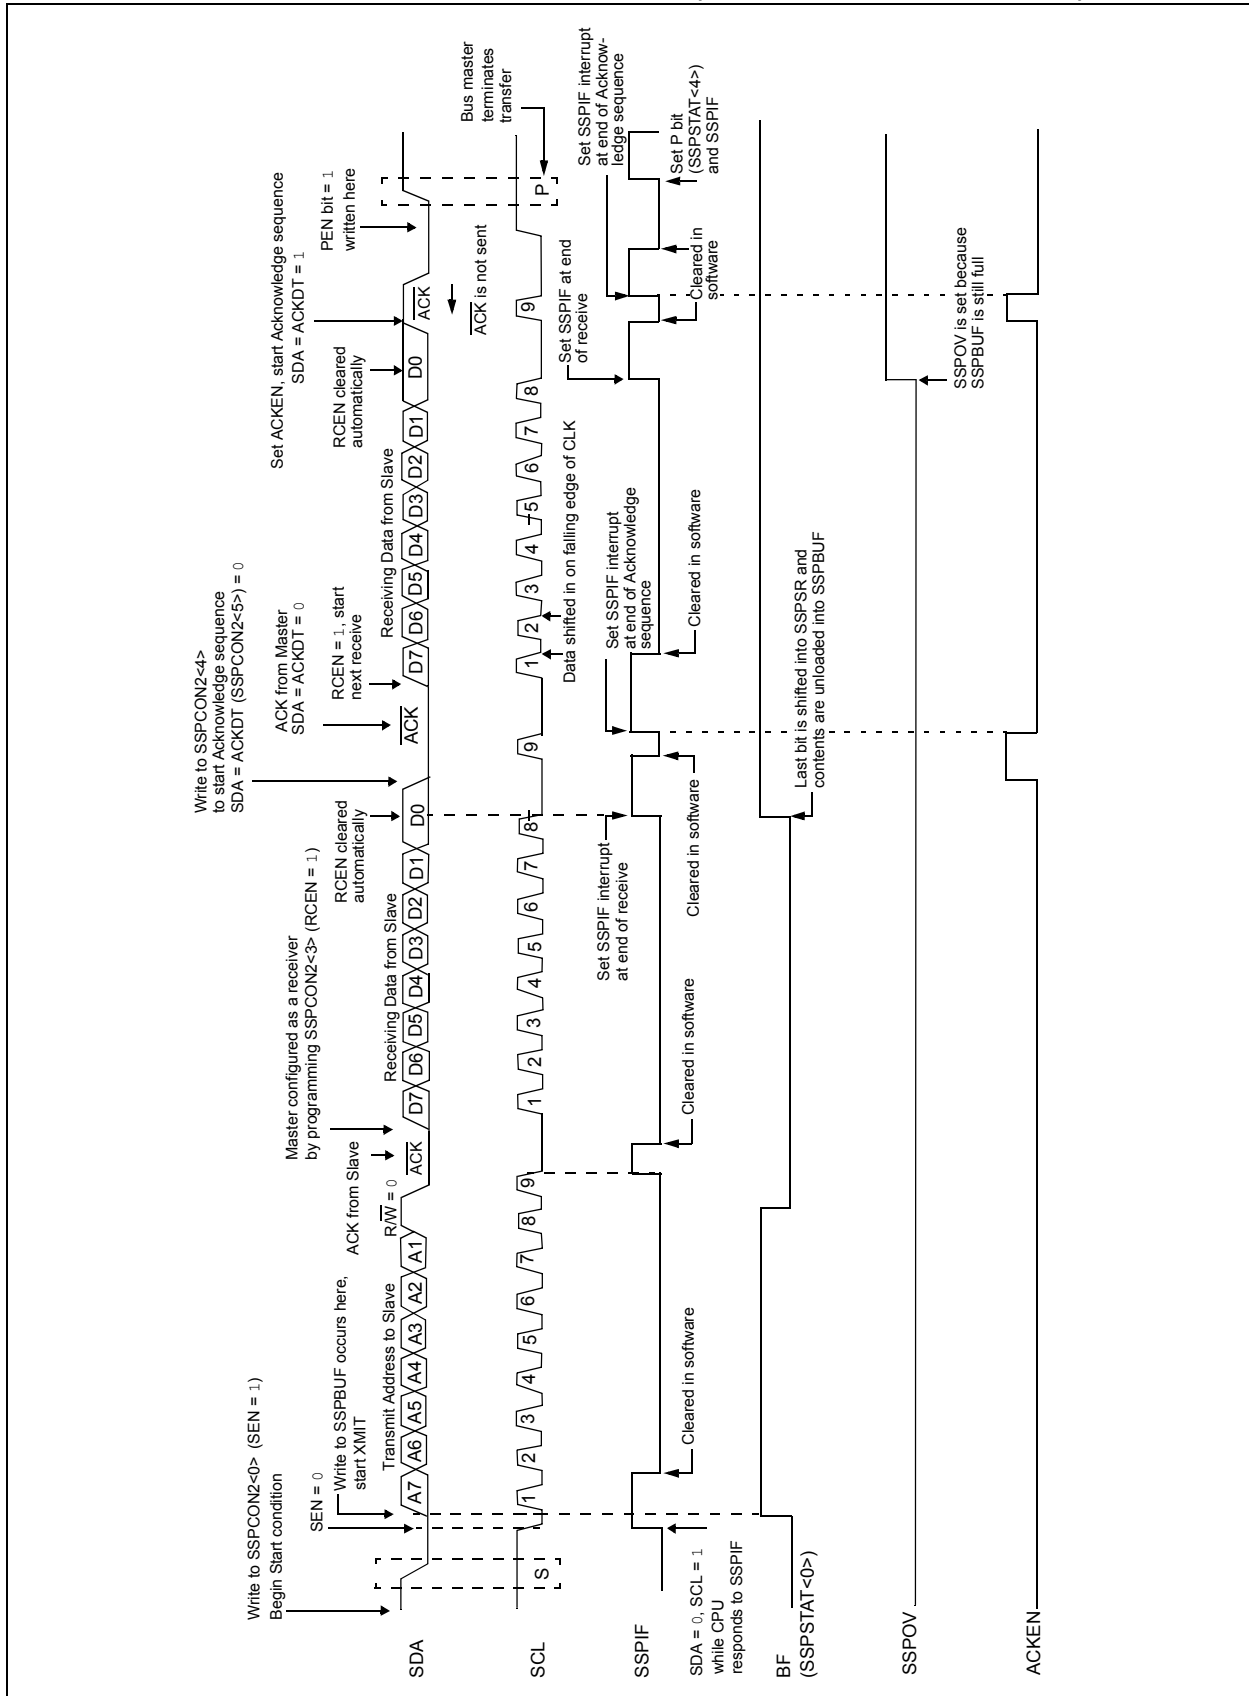 Write to SSPCON2<0> (SEN = 1)
Begin Start condition
SEN = 0
Write to SSPBUF occurs here,
start XMIT
Transmit Address to Slave
ACK from Slave
R/W = 0
Master configured as a receiver
by programming SSPCON2<3> (RCEN = 1)
Receiving Data from Slave
RCEN cleared
automatically
Write to SSPCON2<4>
to start Acknowledge sequence
SDA = ACKDT (SSPCON2<5>) = 0
ACK from Master
SDA = ACKDT = 0
RCEN = 1, start
next receive
Receiving Data from Slave
RCEN cleared
automatically
Set ACKEN, start Acknowledge sequence
SDA = ACKDT = 1
PEN bit = 1
written here
SDA
A7 A6 A5 A4 A3 A2 A1 ACK D7 D6 D5 D4 D3 D2 D1 D0 ACK D7 D6 D5 D4 D3 D2 D1 D0 ACK
ACK is not sent
Bus master
terminates
transfer
SCL
S 1 2 3 4 5 6 7 8 9 1 2 3 4 5 6 7 8 9 1 2 3 4 5 6 7 8 9 P
Data shifted in on falling edge of CLK
Set SSPIF at end
of receive
Set SSPIF interrupt
at end of Acknow-
ledge sequence
Set SSPIF interrupt
at end of receive
Set SSPIF interrupt
at end of Acknowledge
sequence
SSPIF
SDA = 0, SCL = 1
while CPU
responds to SSPIF
Cleared in software
Cleared in software
Cleared in software
Cleared in software
Cleared in
software
Set P bit
(SSPSTAT<4>)
and SSPIF
BF
(SSPSTAT<0>)
Last bit is shifted into SSPSR and
contents are unloaded into SSPBUF
SSPOV
SSPOV is set because
SSPBUF is still full
ACKEN